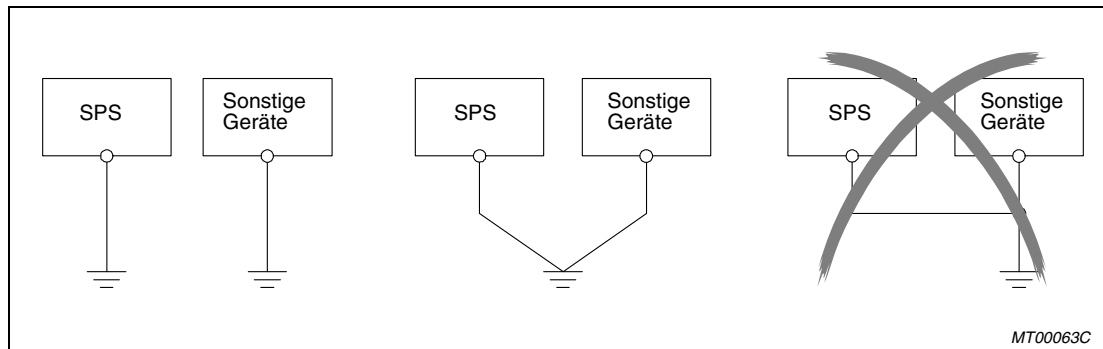 SPS
Sonstige
Geräte
SPS
Sonstige
Geräte
SPS
Sonstige
Geräte
MT00063C